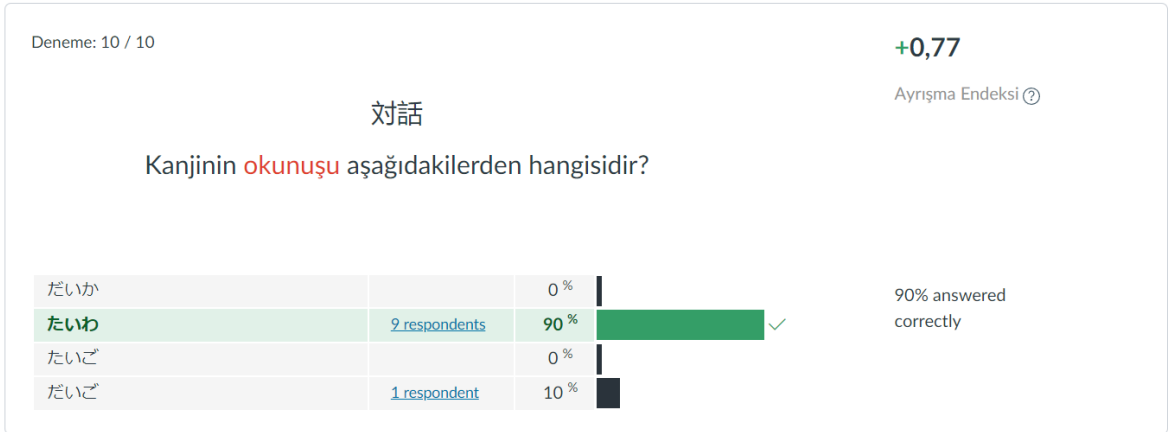 Deneme: 10 / 10
+0,77
Ayrışma Endeksi ?
対話
Kanjinin okunuşu aşağıdakilerden hangisidir?
だいか 0 %
たいわ 9 respondents 90 %
たいご 0 %
だいご 1 respondent 10 %
90% answered
correctly